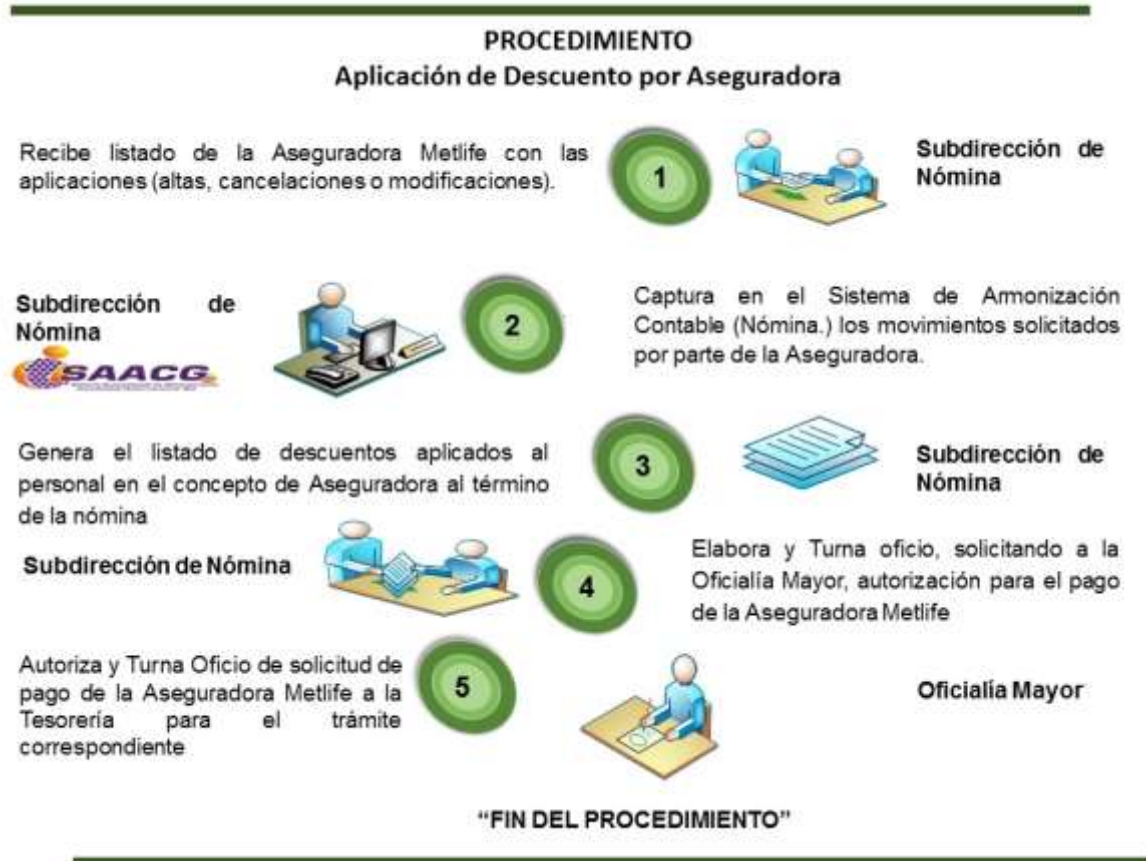 PROCEDIMIENTO
Aplicación de Descuento por Aseguradora
Recibe listado de la Aseguradora Metlife con las
aplicaciones (altas, cancelaciones o modificaciones).
1
Subdirección de
Nómina
Subdirección de
Nómina
SAACG
2
Captura en el Sistema de Armonización
Contable (Nómina.) los movimientos solicitados
por parte de la Aseguradora.
Genera el listado de descuentos aplicados al
personal en el concepto de Aseguradora al término
de la nómina
3
Subdirección de
Nómina
Subdirección de Nómina
4
Elabora y Turna oficio, solicitando a la
Oficialía Mayor, autorización para el pago
de la Aseguradora Metlife
Autoriza y Turna Oficio de solicitud de
pago de la Aseguradora Metlife a la
Tesorería para el trámite
correspondiente
5
Oficialía Mayor
“FIN DEL PROCEDIMIENTO”